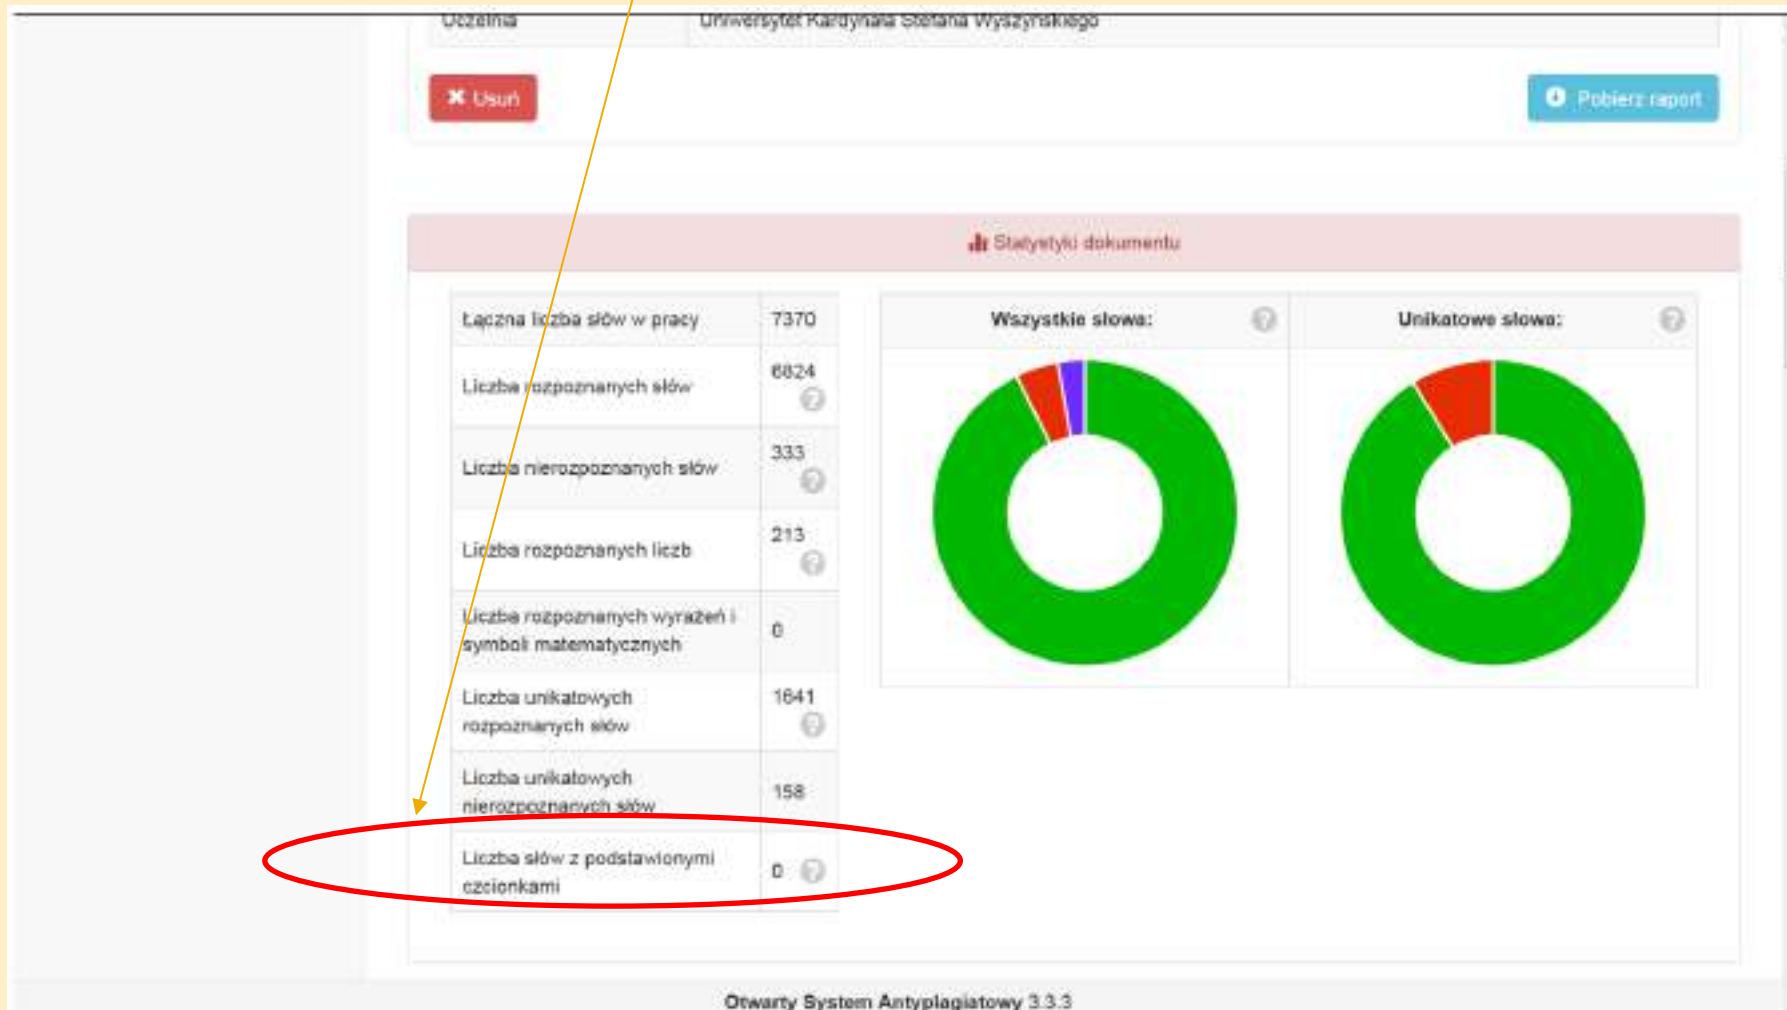 Uczelnia Uniwersytet Kardynała Stefana Wyszyńskiego
Usuń
Pobierz raport
Statystyki dokumentu
Łączna liczba słów w pracy 7370
Liczba rozpoznanych słów 6824
Liczba nierozpoznanych słów 333
Liczba rozpoznanych liczb 213
Liczba rozpoznanych wyrażeń i
symboli matematycznych 0
Liczba unikatowych
rozpoznanych słów 1641
Liczba unikatowych
nierozpoznanych słów 158
Liczba słów z podstawionymi
czcionkami 0
Wszystkie słowa:
Unikatowe słowa:
Otwarty System Antyplagiatowy 3.3.3